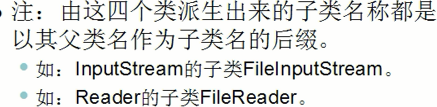 注：由这四个类派生出来的子类名称都是
以其父类名作为子类名的后缀。
如：InputStream的子类FileInputStream。
如：Reader的子类FileReader。